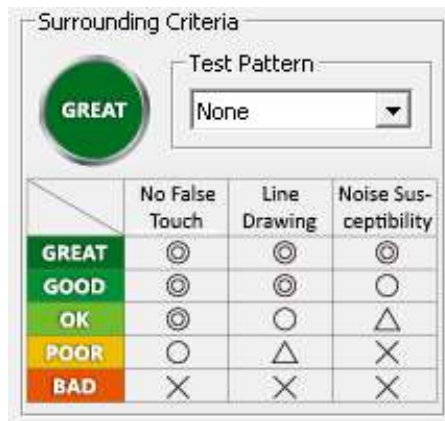 Surrounding Criteria
Test Pattern
GREAT
None
No False Line Noise Sus-
Touch Drawing ceptibility
GREAT ◎ ◎ ◎
GOOD ◎ ◎ ○
OK ◎ ○ △
POOR ○ △ ×
BAD × × ×